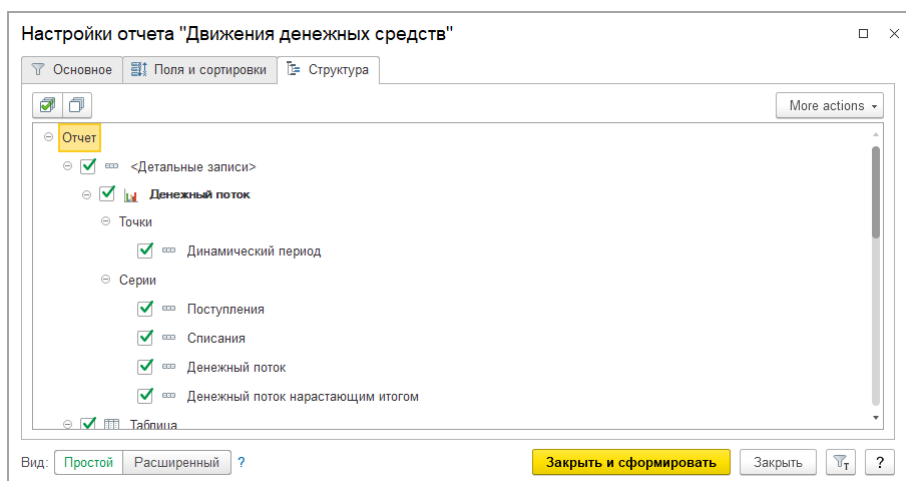 Настройки отчета "Движения денежных средств"
Основное Поля и сортировки Структура
More actions
Отчет
<Детальные записи>
Денежный поток
Точки
Динамический период
Серии
Поступления
Списания
Денежный поток
Денежный поток нарастающим итогом
Таблица
Вид: Простой Расширенный ? Закрыть и сформировать Закрыть ?